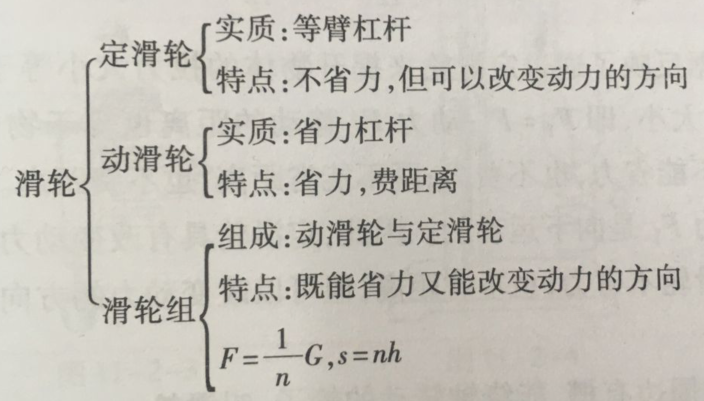 滑轮
定滑轮
实质:等臂杠杆
特点:不省力,但可以改变动力的方向
动滑轮
实质:省力杠杆
特点:省力,费距离
滑轮组
组成:动滑轮与定滑轮
特点:既能省力又能改变动力的方向
F=1/n G,s=nh